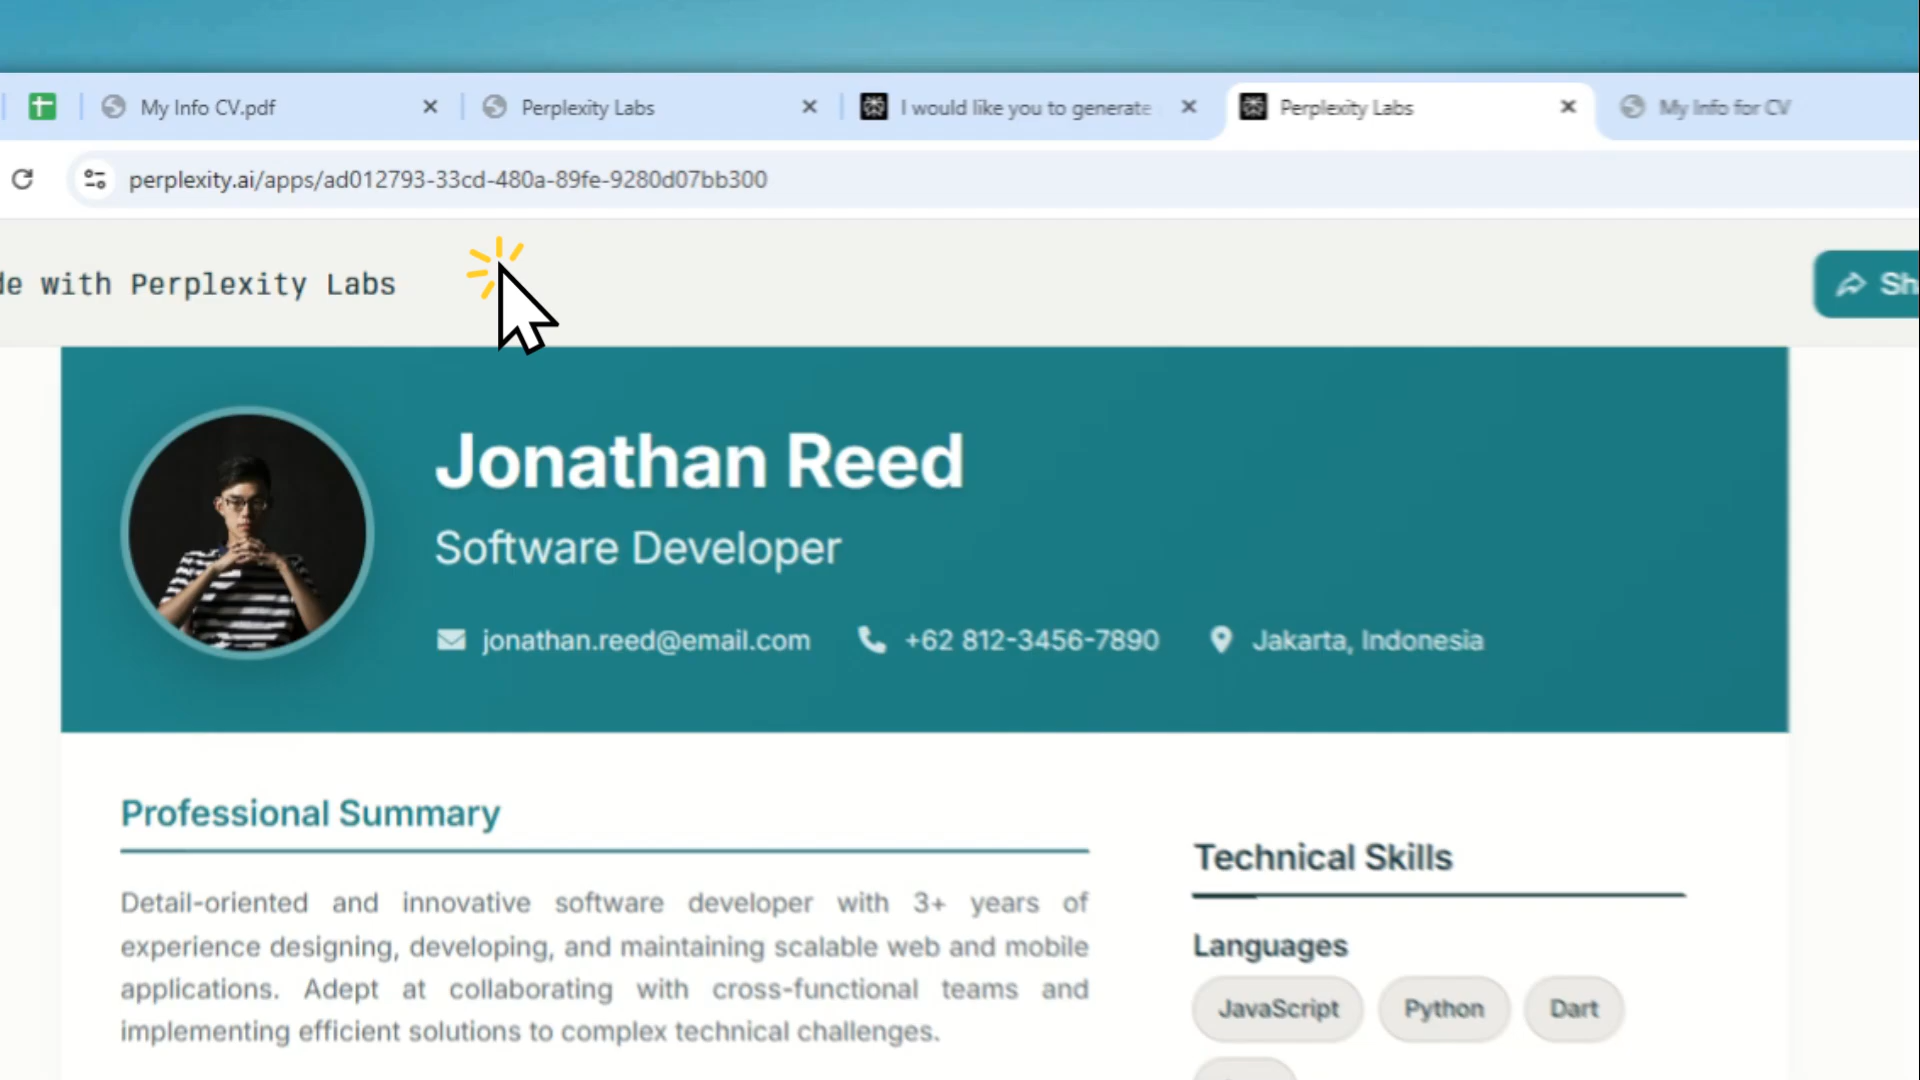 My Info CV.pdf
Perplexity Labs
I would like you to generate
Perplexity Labs
My Info for CV
perplexity.ai/apps/ad012793-33cd-480a-89fe-9280d07bb300
de with Perplexity Labs
Sh
Jonathan Reed
Software Developer
jonathan.reed@email.com
+62 812-3456-7890
Jakarta, Indonesia
Professional Summary
Detail-oriented and innovative software developer with 3+ years of
experience designing, developing, and maintaining scalable web and mobile
applications. Adept at collaborating with cross-functional teams and
implementing efficient solutions to complex technical challenges.
Technical Skills
Languages
JavaScript
Python
Dart